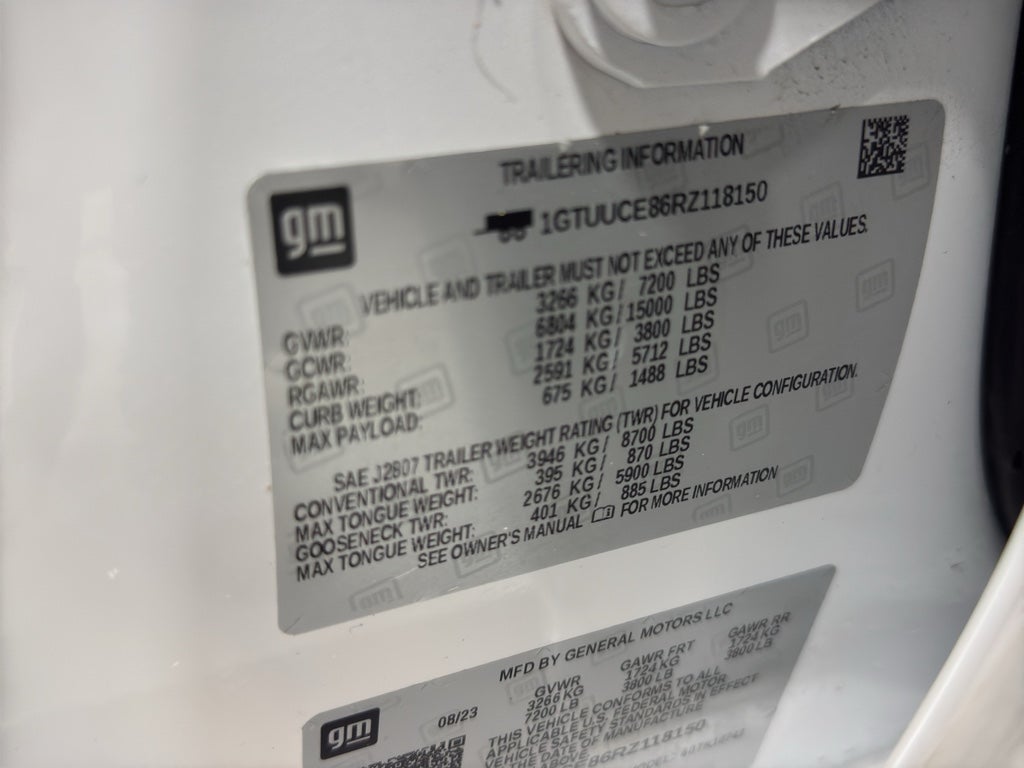 gm
TRAILERING INFORMATION
1GTUUCE86RZ118150
VEHICLE AND TRAILER MUST NOT EXCEED ANY OF THESE VALUES.
GVWR: 3266 KG/ 7200 LBS
GCWR: 6804 KG/ 15000 LBS
RGAWR: 1724 KG/ 3800 LBS
CURB WEIGHT: 2591 KG/ 5712 LBS
MAX PAYLOAD: 675 KG/ 1488 LBS
SAE J2807 TRAILER WEIGHT RATING (TWR) FOR VEHICLE CONFIGURATION.
CONVENTIONAL TWR: 3946 KG/ 8700 LBS
MAX TONGUE WEIGHT: 395 KG/ 870 LBS
GOOSENECK TWR: 2676 KG/ 5900 LBS
MAX TONGUE WEIGHT: 401 KG/ 885 LBS
SEE OWNER'S MANUAL FOR MORE INFORMATION
gm
MFD BY GENERAL MOTORS LLC
08/23 GVWR GAWR FRT GAWR RR
3266 KG 1724 KG 1724 KG
7200 LB 3800 LB 3800 LB
THIS VEHICLE CONFORMS TO ALL
APPLICABLE U.S. FEDERAL MOTOR
VEHICLE SAFETY STANDARDS IN EFFECT
THE DATE OF MANUFACTURE
86RZ118150